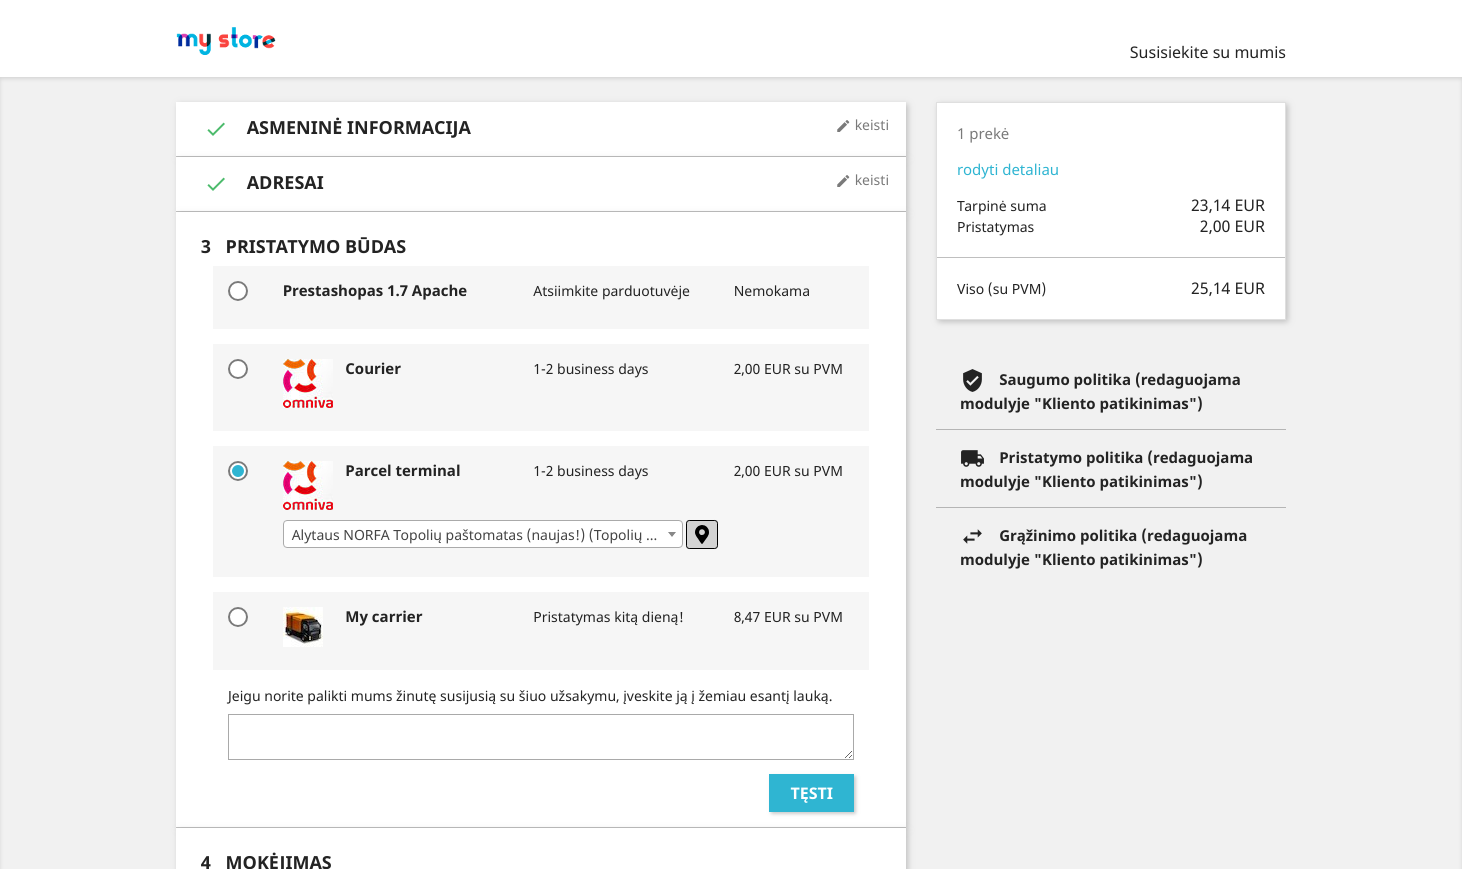 my store
Susisiekite su mumis
ASMENINĖ INFORMACIJA
keisti
ADRESAI
keisti
3 PRISTATYMO BŪDAS
Prestashopas 1.7 Apache
Atsiimkite parduotuvėje
Nemokama
omniva
Courier
1-2 business days
2,00 EUR su PVM
omniva
Parcel terminal
1-2 business days
2,00 EUR su PVM
Alytaus NORFA Topolių paštomatas (naujas!) (Topolių ...
My carrier
Pristatymas kitą dieną!
8,47 EUR su PVM
Jeigu norite palikti mums žinutę susijusią su šiuo užsakymu, įveskite ją į žemiau esantį lauką.
TĘSTI
4 MOKĖJIMAS
1 prekė
rodyti detaliau
Tarpinė suma 23,14 EUR
Pristatymas 2,00 EUR
Viso (su PVM) 25,14 EUR
Saugumo politika (redaguojama
modulyje "Kliento patikinimas")
Pristatymo politika (redaguojama
modulyje "Kliento patikinimas")
Grąžinimo politika (redaguojama
modulyje "Kliento patikinimas")